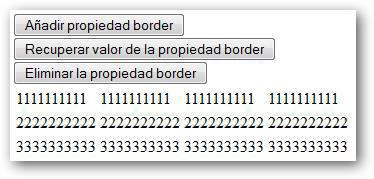 Añadir propiedad border
Recuperar valor de la propiedad border
Eliminar la propiedad border
1111111111 1111111111 1111111111 1111111111
2222222222 2222222222 2222222222 2222222222
3333333333 3333333333 3333333333 3333333333